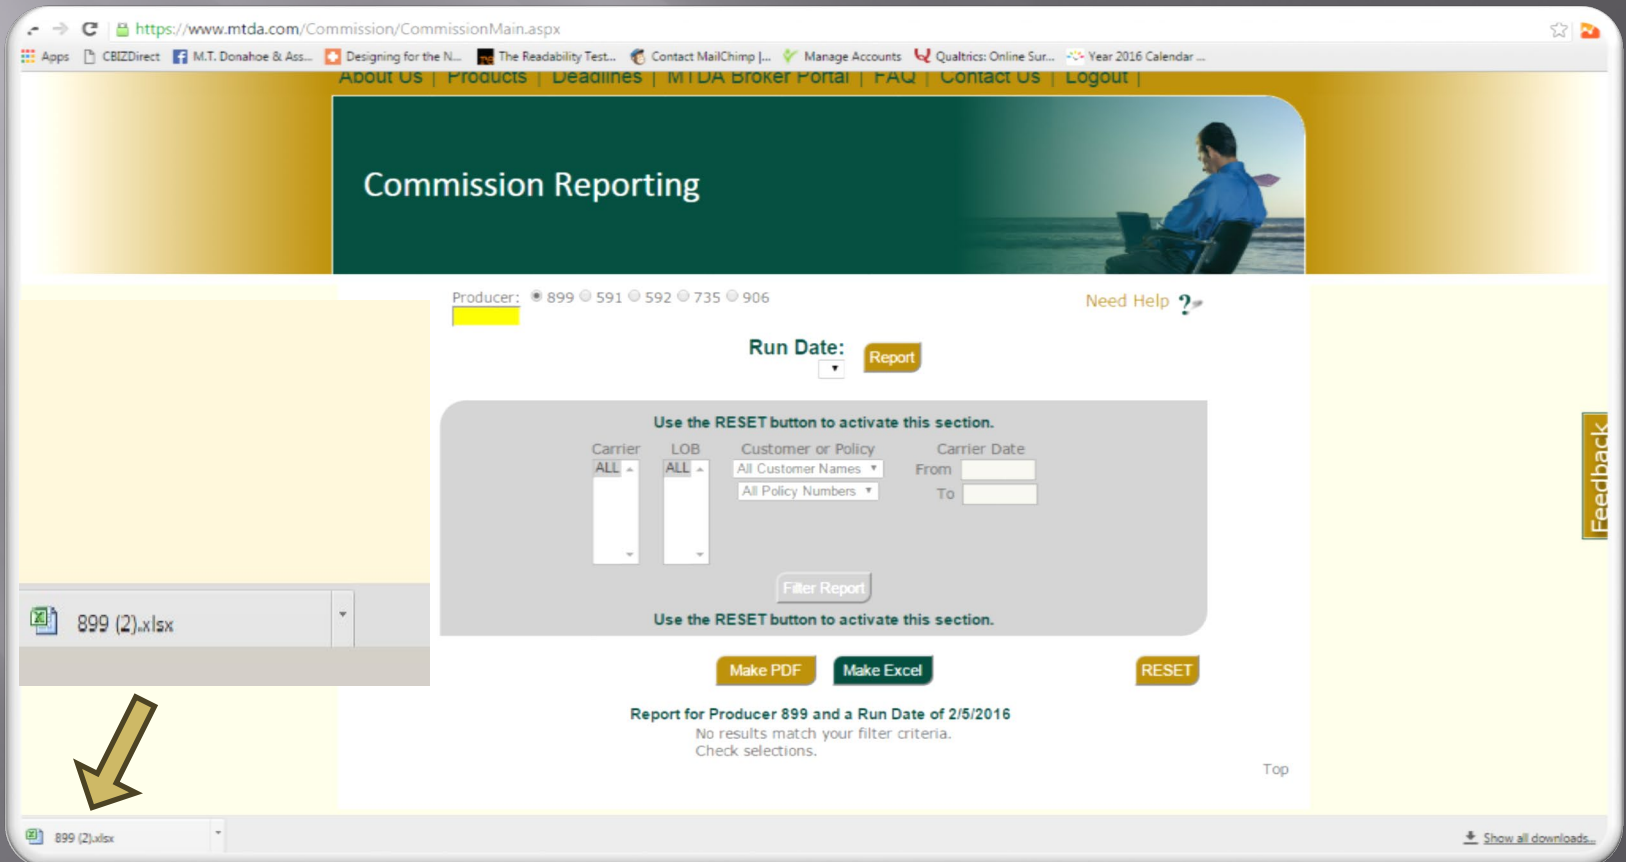 https://www.mtda.com/Commission/CommissionMain.aspx
Apps CBIZDirect M.T. Donahoe & Ass... Designing for the N... The Readability Test... Contact MailChimp |... Manage Accounts Qualtrics: Online Sur... Year 2016 Calendar ...
About Us | Products | Deadlines | MTDA Broker Portal | FAQ | Contact Us | Logout |
Commission Reporting
Producer: 899 591 592 735 906
Need Help ?
Run Date:
Report
Use the RESET button to activate this section.
Carrier LOB Customer or Policy Carrier Date
ALL ALL All Customer Names From
All Policy Numbers To
Filter Report
Use the RESET button to activate this section.
Feedback
899 (2).xlsx
Make PDF Make Excel RESET
Report for Producer 899 and a Run Date of 2/5/2016
No results match your filter criteria.
Check selections.
Top
899 (2).xlsx
Show all downloads...